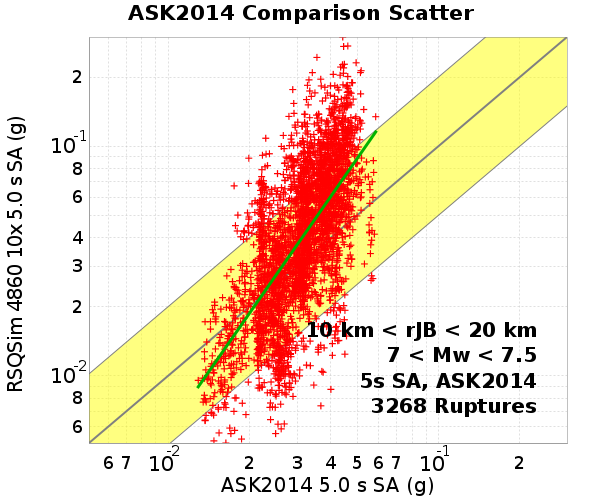 ASK2014 Comparison Scatter
RSQSim 4860 10x 5.0 s SA (g)
2
10-1
8
6
4
3
2
10-2
8
6
10 km < rJB < 20 km
7 < Mw < 7.5
5s SA, ASK2014
3268 Ruptures
6 7 10-2 2 3 4 5 6 7 10-1 2
ASK2014 5.0 s SA (g)